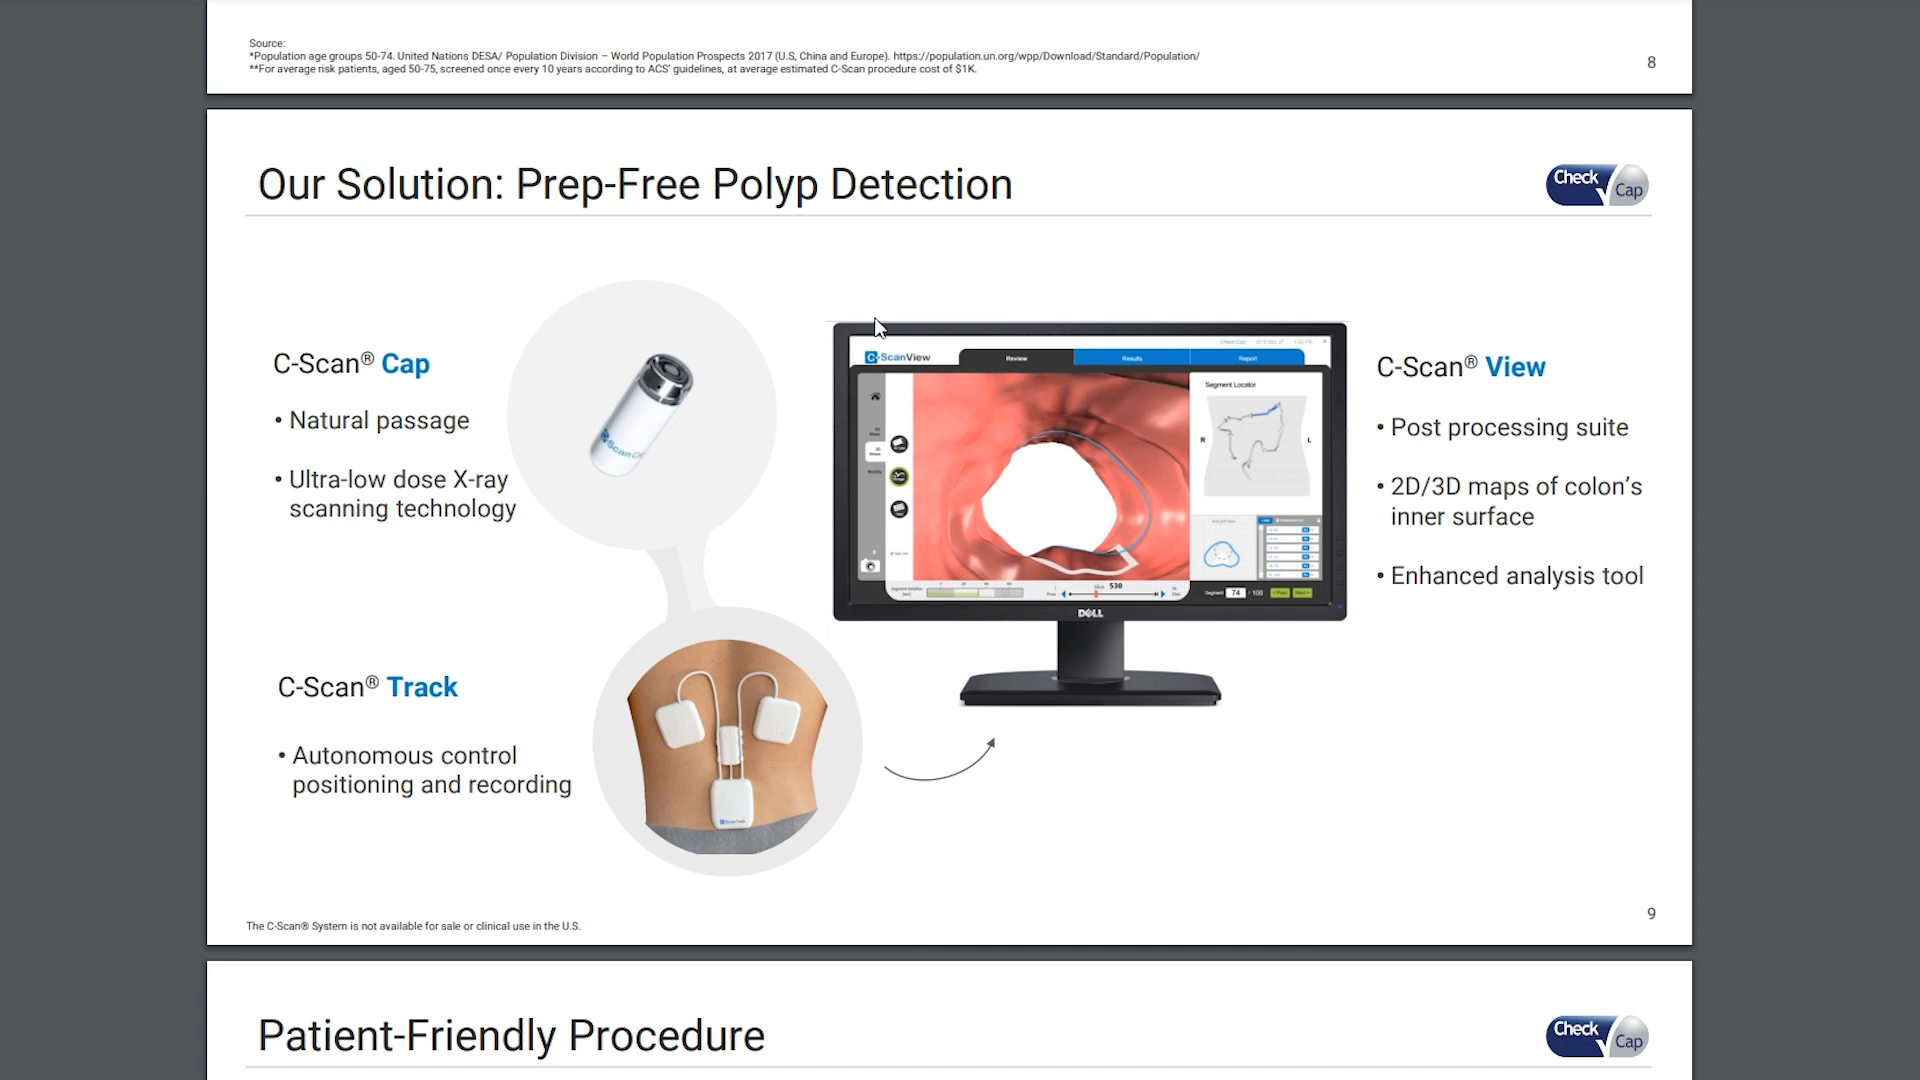 Source:
*Population age groups 50-74. United Nations DESA/ Population Division – World Population Prospects 2017 (U.S, China and Europe). https://population.un.org/wpp/Download/Standard/Population/
**For average risk patients, aged 50-75, screened once every 10 years according to ACS' guidelines, at average estimated C-Scan procedure cost of $1K.
8
Our Solution: Prep-Free Polyp Detection
Check Cap
C-Scan® Cap
• Natural passage
• Ultra-low dose X-ray
scanning technology
C-Scan® Track
• Autonomous control
positioning and recording
C-ScanView
Review
Results
Report
Segment Locator
R
L
Slice 530
Segment 74 / 100
DELL
C-Scan® View
• Post processing suite
• 2D/3D maps of colon's
inner surface
• Enhanced analysis tool
The C-Scan® System is not available for sale or clinical use in the U.S.
9
Patient-Friendly Procedure
Check Cap